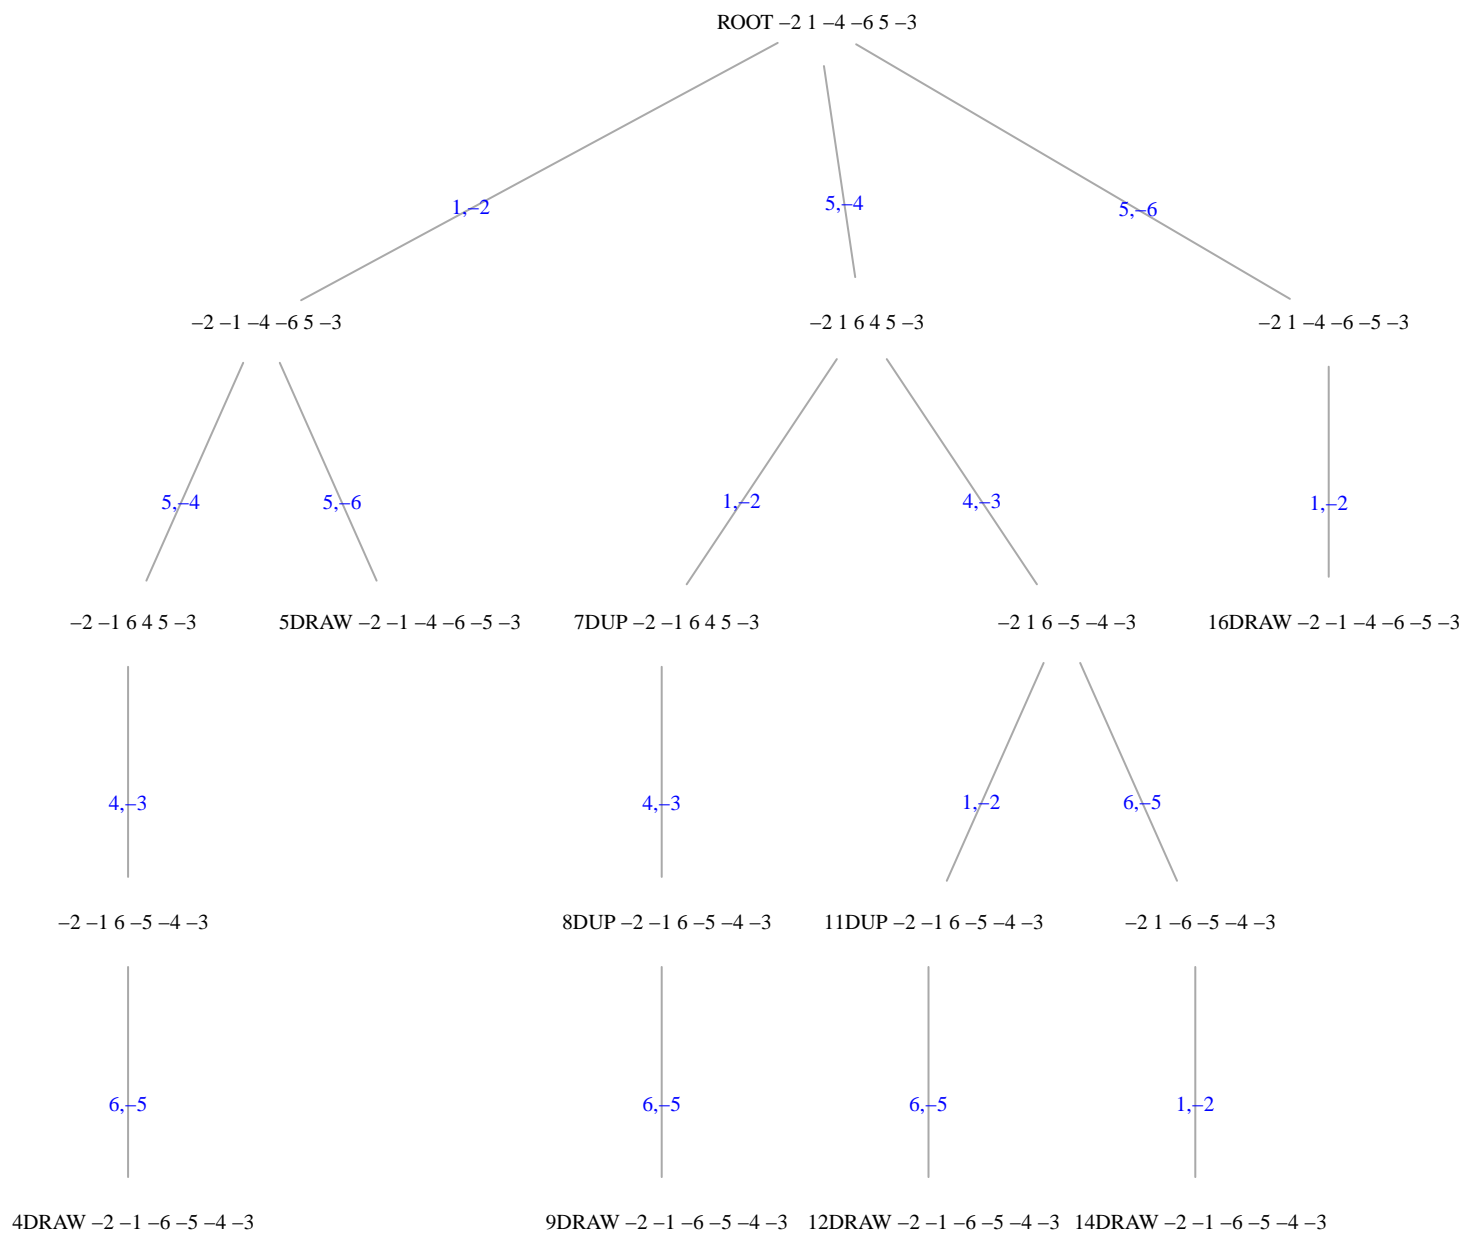 ROOT –2 1 –4 –6 5 –3
1,–2
5,–4
5,–6
–2 –1 –4 –6 5 –3
–2 1 6 4 5 –3
–2 1 –4 –6 –5 –3
5,–4
5,–6
1,–2
4,–3
1,–2
–2 –1 6 4 5 –3
5DRAW –2 –1 –4 –6 –5 –3
7DUP –2 –1 6 4 5 –3
–2 1 6 –5 –4 –3
16DRAW –2 –1 –4 –6 –5 –3
4,–3
4,–3
1,–2
6,–5
–2 –1 6 –5 –4 –3
8DUP –2 –1 6 –5 –4 –3
11DUP –2 –1 6 –5 –4 –3
–2 1 –6 –5 –4 –3
6,–5
6,–5
6,–5
1,–2
4DRAW –2 –1 –6 –5 –4 –3
9DRAW –2 –1 –6 –5 –4 –3
12DRAW –2 –1 –6 –5 –4 –3
14DRAW –2 –1 –6 –5 –4 –3